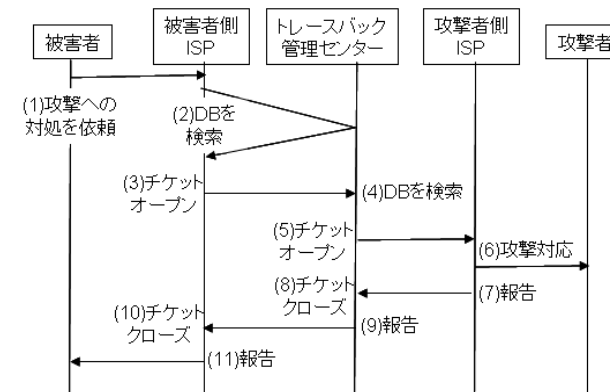 被害者
被害者側
ISP
トレースバック
管理センター
攻撃者側
ISP
攻撃者
(1)攻撃への
対処を依頼
(2)DBを
検索
(3)チケット
オープン
(4)DBを検索
(5)チケット
オープン
(6)攻撃対応
(7)報告
(8)チケット
クローズ
(9)報告
(10)チケット
クローズ
(11)報告